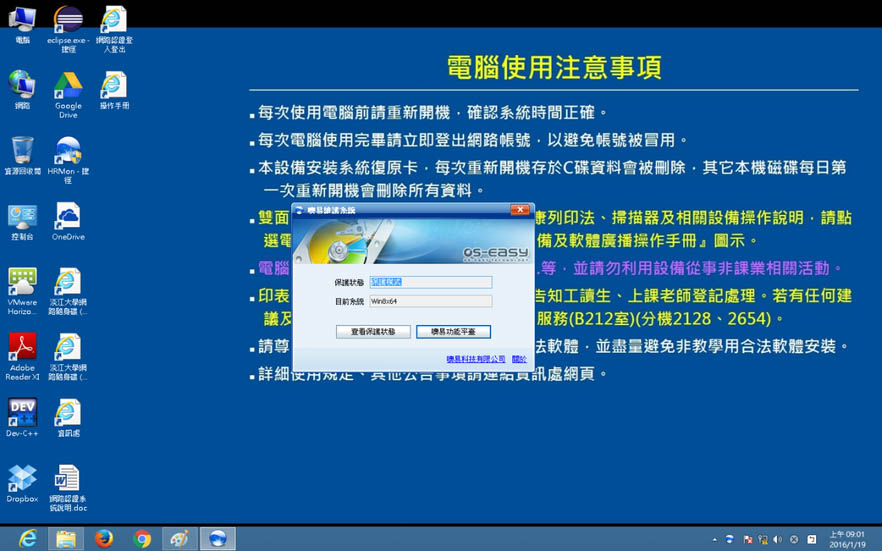 電腦
eclipse.exe - 捷徑
網路認證登入登出
網路
Google Drive
操作手冊
資源回收筒
HRMon - 捷徑
控制台
OneDrive
VMware Horizo...
淡江大學網路隨身碟 (...
Adobe Reader XI
淡江大學網路隨身碟 (...
Dev-C++
資訊處
Dropbox
網路認證系統說明.doc
電腦使用注意事項
每次使用電腦前請重新開機，確認系統時間正確。
每次電腦使用完畢請立即登出網路帳號，以避免帳號被冒用。
本設備安裝系統復原卡，每次重新開機存於C碟資料會被刪除，其它本機磁碟每日第
一次重新開機會刪除所有資料。
雙面
列印法、掃描器及相關設備操作說明，請點
選電
備及軟體廣播操作手冊』圖示。
電腦
等，並請勿利用設備從事非課業相關活動。
印表
告知工讀生、上課老師登記處理。若有任何建
議及
服務(B212室)(分機2128、2654)。
請尊
法軟體，並盡量避免非教學用合法軟體安裝。
詳細使用規定、其他公告事項請連結資訊處網頁。
噢易維護系統
OS-EASY
保護狀態
保護模式
目前系統
Win8x64
查看保護狀態
噢易功能平臺
噢易科技有限公司
關於
上午 09:01
2016/1/19